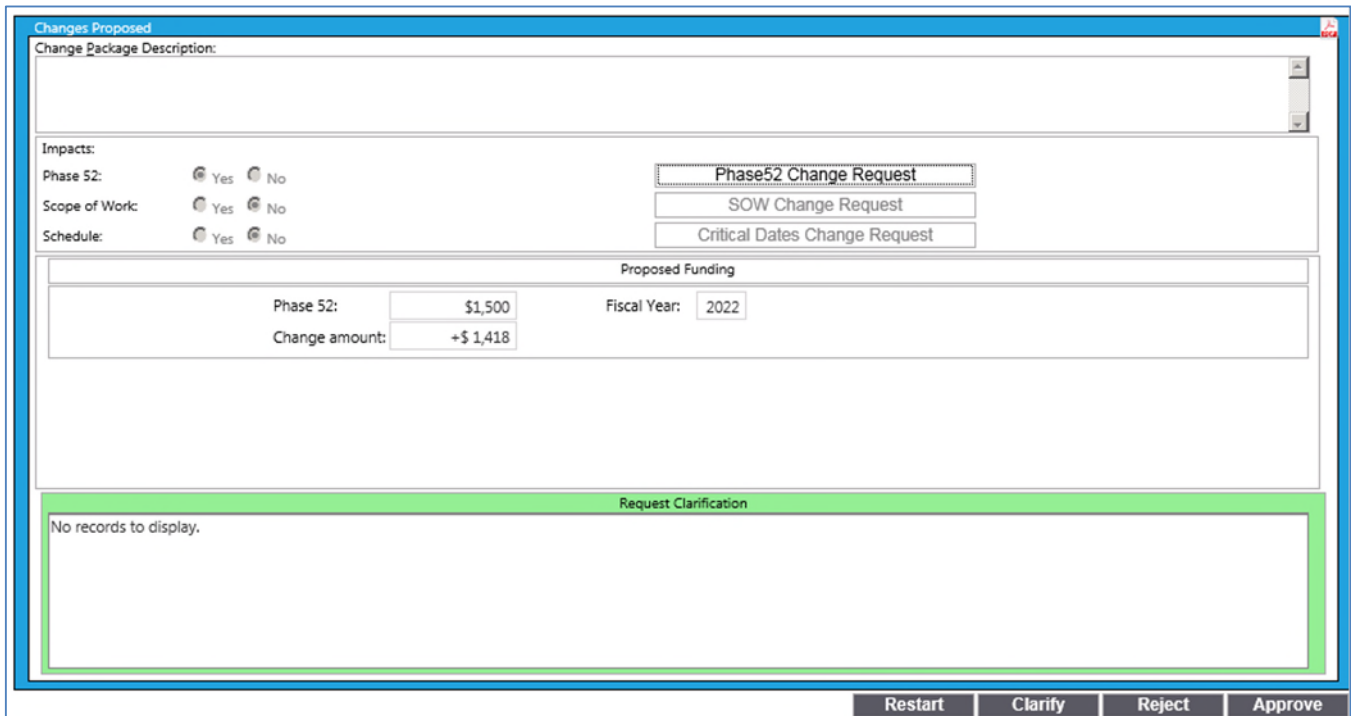 Changes Proposed
Change Package Description:
Impacts:
Phase 52: Yes No Phase52 Change Request
Scope of Work: Yes No SOW Change Request
Schedule: Yes No Critical Dates Change Request
Proposed Funding
Phase 52: $1,500 Fiscal Year: 2022
Change amount: +$ 1,418
Request Clarification
No records to display.
Restart Clarify Reject Approve